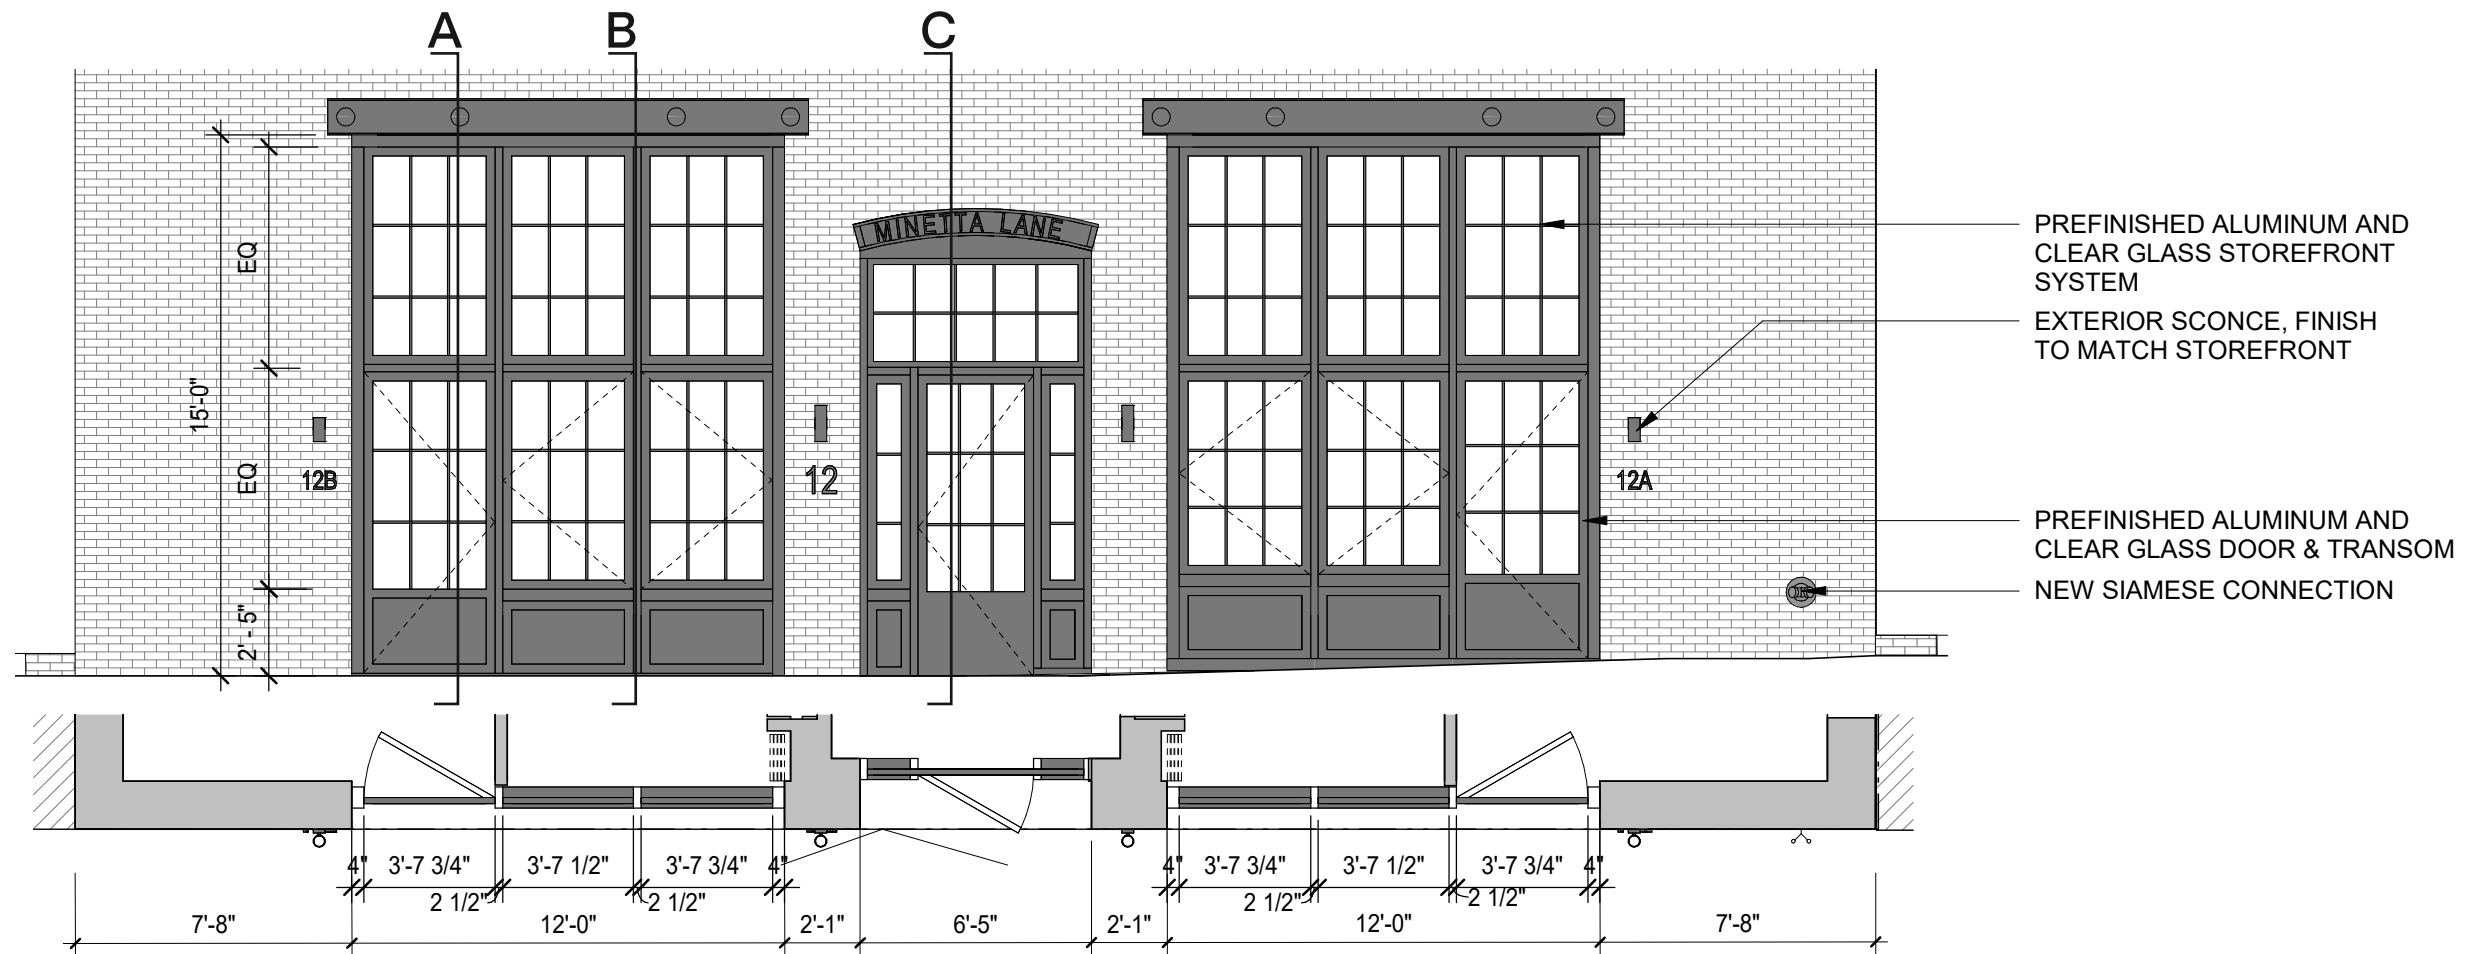 A
B
C
MINETTA LANE
PREFINISHED ALUMINUM AND
CLEAR GLASS STOREFRONT
SYSTEM
EXTERIOR SCONCE, FINISH
TO MATCH STOREFRONT
EQ
15'-0"
EQ
12B
12
12A
PREFINISHED ALUMINUM AND
CLEAR GLASS DOOR & TRANSOM
NEW SIAMESE CONNECTION
2' - 5"
4" 3'-7 3/4" 3'-7 1/2" 3'-7 3/4" 4" 4" 3'-7 3/4" 3'-7 1/2" 3'-7 3/4" 4"
2 1/2" 2 1/2" 2 1/2" 2 1/2"
7'-8" 12'-0" 2'-1" 6'-5" 2'-1" 12'-0" 7'-8"